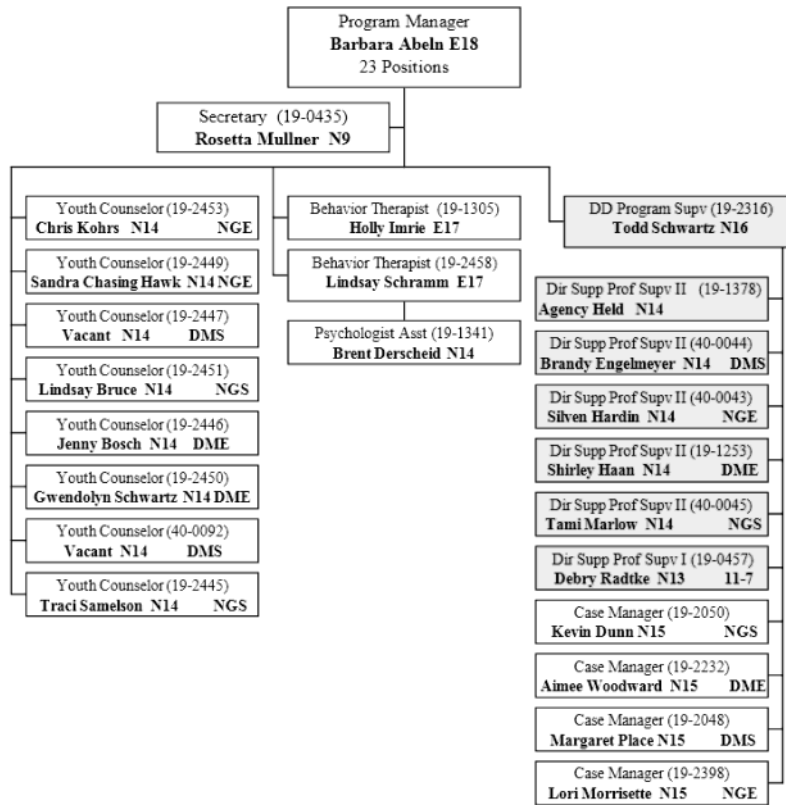 Program Manager
Barbara Abeln E18
23 Positions
Secretary (19-0435)
Rosetta Mullner N9
Youth Counselor (19-2453)
Chris Kohrs N14 NGE
Youth Counselor (19-2449)
Sandra Chasing Hawk N14 NGE
Youth Counselor (19-2447)
Vacant N14 DMS
Youth Counselor (19-2451)
Lindsay Bruce N14 NGS
Youth Counselor (19-2446)
Jenny Bosch N14 DME
Youth Counselor (19-2450)
Gwendolyn Schwartz N14 DME
Youth Counselor (40-0092)
Vacant N14 DMS
Youth Counselor (19-2445)
Traci Samelson N14 NGS
Behavior Therapist (19-1305)
Holly Imrie E17
Behavior Therapist (19-2458)
Lindsay Schramm E17
Psychologist Asst (19-1341)
Brent Derscheid N14
DD Program Supv (19-2316)
Todd Schwartz N16
Dir Supp Prof Supv II (19-1378)
Agency Held N14
Dir Supp Prof Supv II (40-0044)
Brandy Engelmeyer N14 DMS
Dir Supp Prof Supv II (40-0043)
Silven Hardin N14 NGE
Dir Supp Prof Supv II (19-1253)
Shirley Haan N14 DME
Dir Supp Prof Supv II (40-0045)
Tami Marlow N14 NGS
Dir Supp Prof Supv I (19-0457)
Debry Radtke N13 11-7
Case Manager (19-2050)
Kevin Dunn N15 NGS
Case Manager (19-2232)
Aimee Woodward N15 DME
Case Manager (19-2048)
Margaret Place N15 DMS
Case Manager (19-2398)
Lori Morrisette N15 NGE